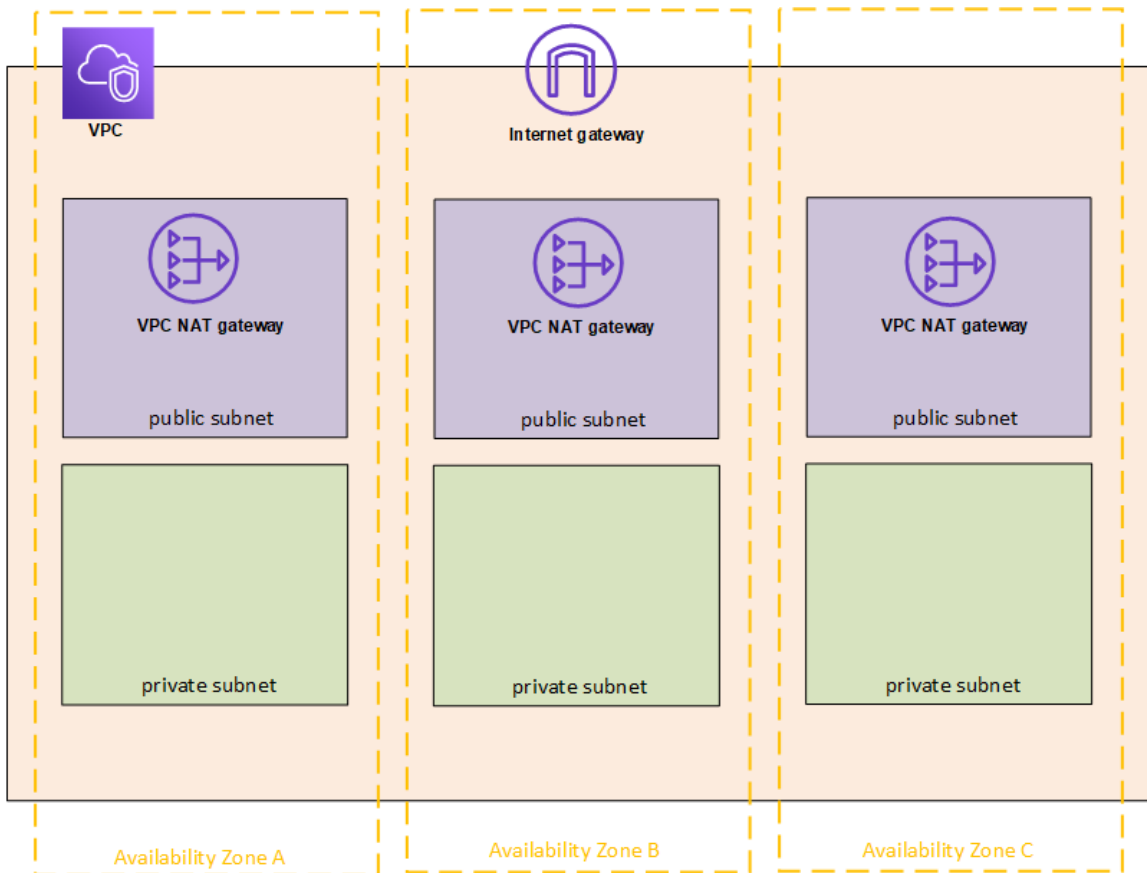 VPC
Internet gateway
VPC NAT gateway
VPC NAT gateway
VPC NAT gateway
public subnet
public subnet
public subnet
private subnet
private subnet
private subnet
Availability Zone A
Availability Zone B
Availability Zone C